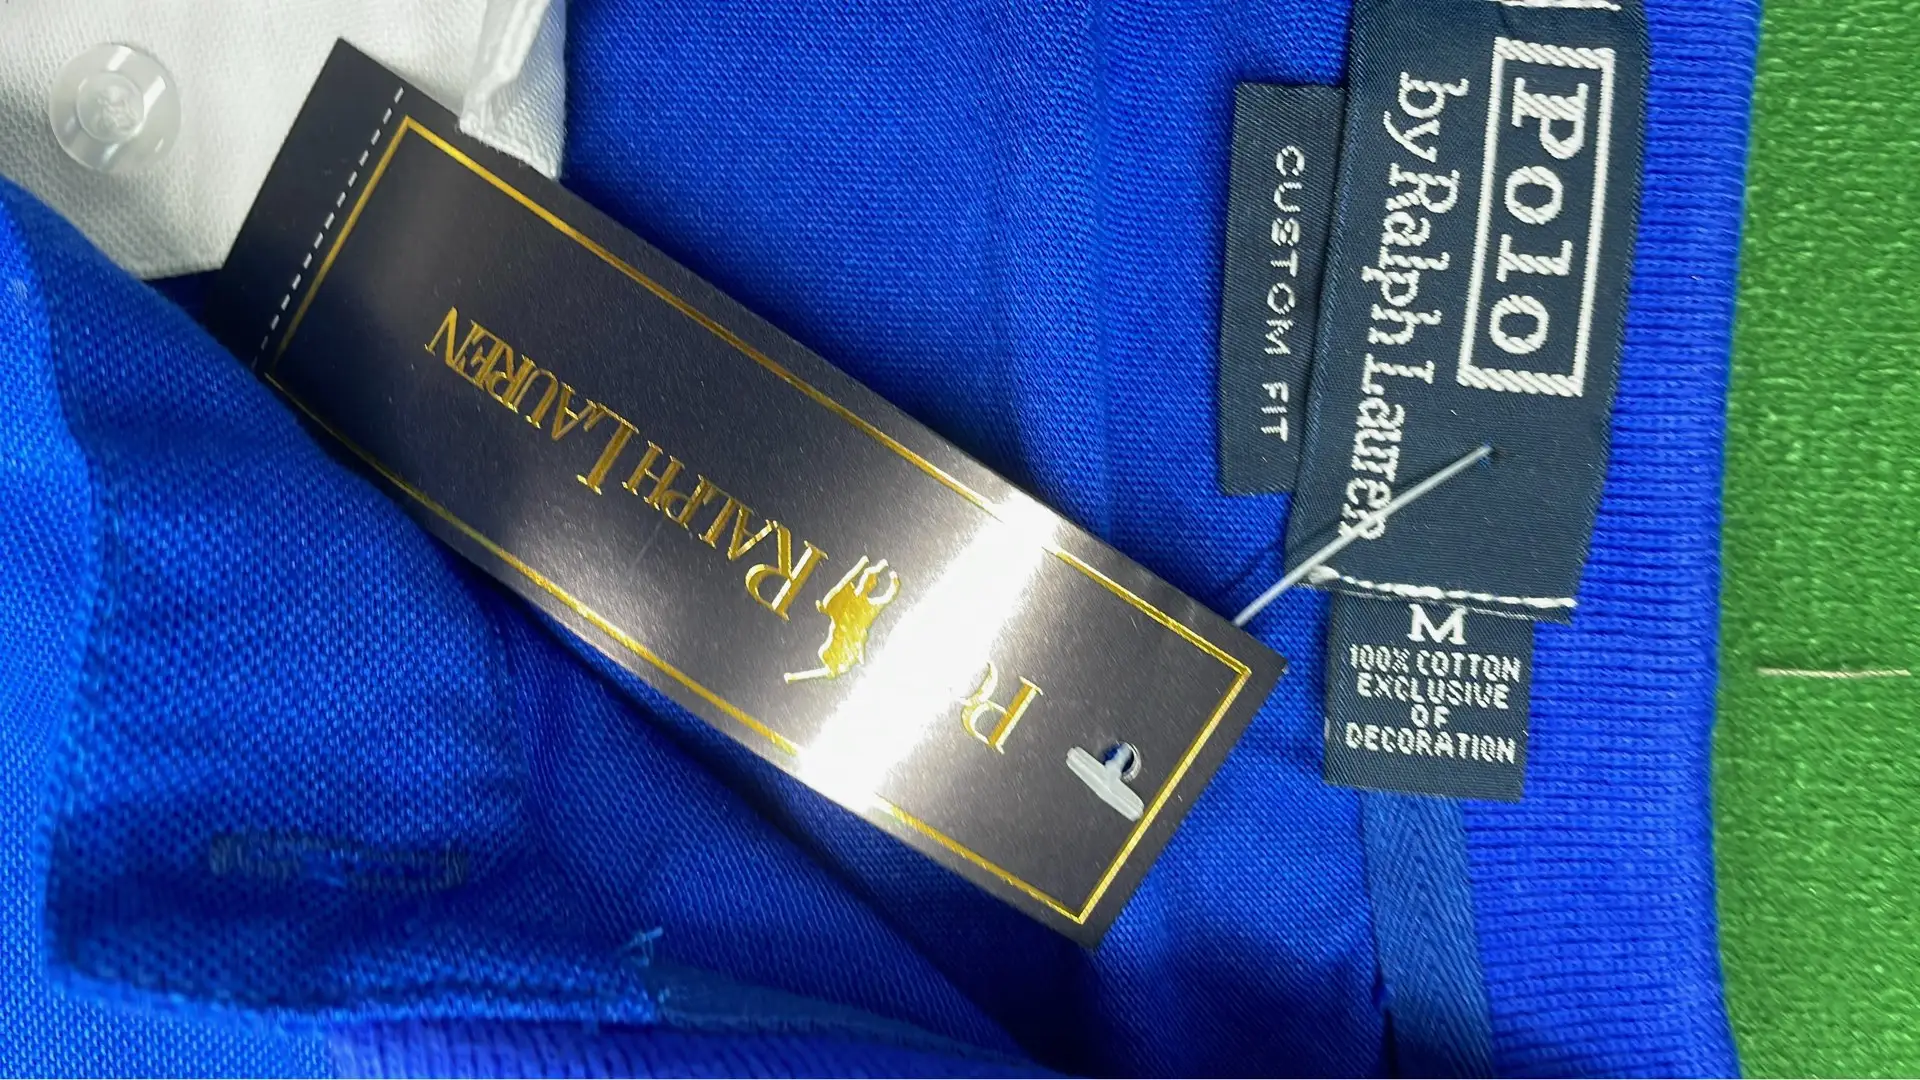 Polo
by Ralph Lauren
CUSTOM FIT
M
100% COTTON
EXCLUSIVE
OF
DECORATION
RALPH LAUREN